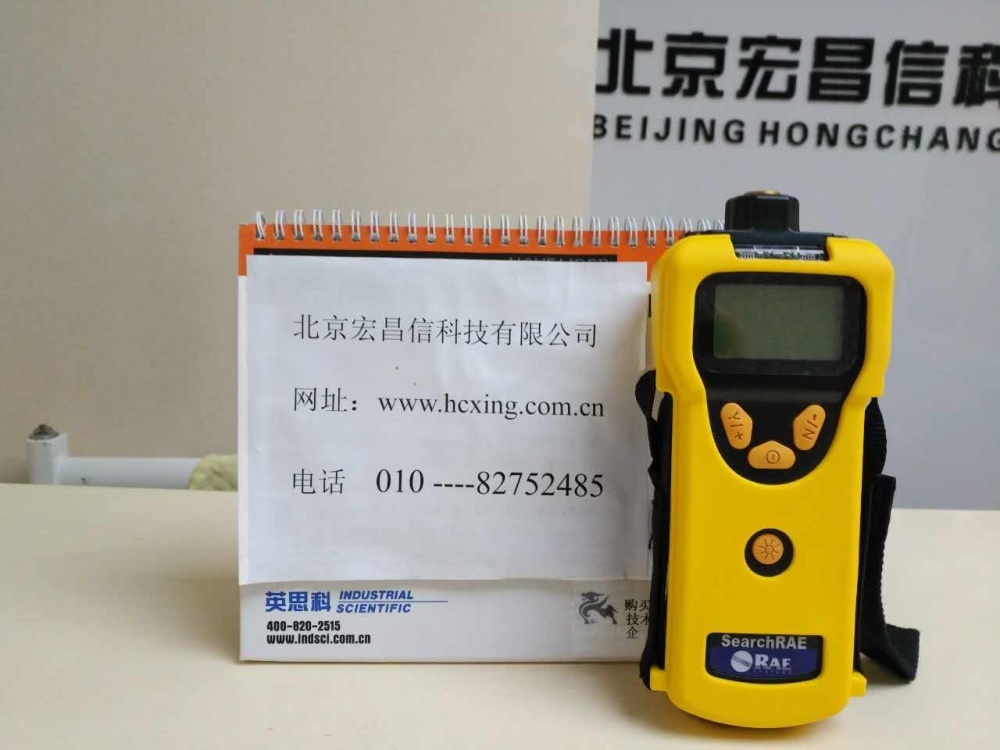 北京宏昌信科
BEIJING HONGCHANG
北京宏昌信科技有限公司
网址：www.hcxing.com.cn
电话 010 ----82752485
英思科 INDUSTRIAL SCIENTIFIC
400-820-2515
www.indsci.com.cn
购买
技术
企
Y/+
N/-
SearchRAE
RAE
SYSTEMS